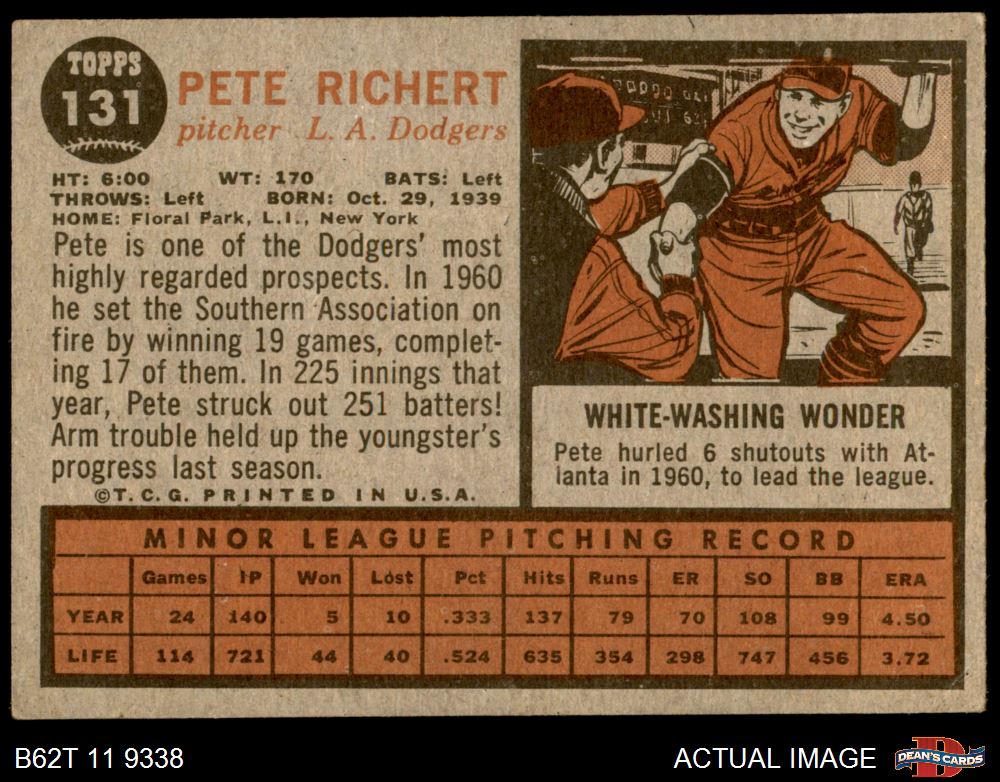 TOPPS
131
PETE RICHERT
pitcher L. A. Dodgers
HT: 6:00 WT: 170 BATS: Left
THROWS: Left BORN: Oct. 29, 1939
HOME: Floral Park, L.I., New York
Pete is one of the Dodgers' most
highly regarded prospects. In 1960
he set the Southern Association on
fire by winning 19 games, complet-
ing 17 of them. In 225 innings that
year, Pete struck out 251 batters!
Arm trouble held up the youngster's
progress last season.
©T.C.G. PRINTED IN U.S.A.
WHITE-WASHING WONDER
Pete hurled 6 shutouts with At-
lanta in 1960, to lead the league.
MINOR LEAGUE PITCHING RECORD
Games IP Won Lost Pct Hits Runs ER SO BB ERA
YEAR 24 140 5 10 .333 137 79 70 108 99 4.50
LIFE 114 721 44 40 .524 635 354 298 747 456 3.72
B62T 11 9338
ACTUAL IMAGE
D
DEAN'S CARDS